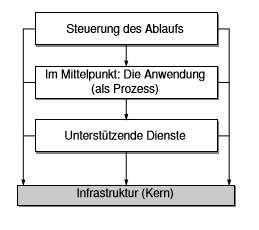 Steuerung des Ablaufs
Im Mittelpunkt: Die Anwendung
(als Prozess)
Unterstützende Dienste
Infrastruktur (Kern)